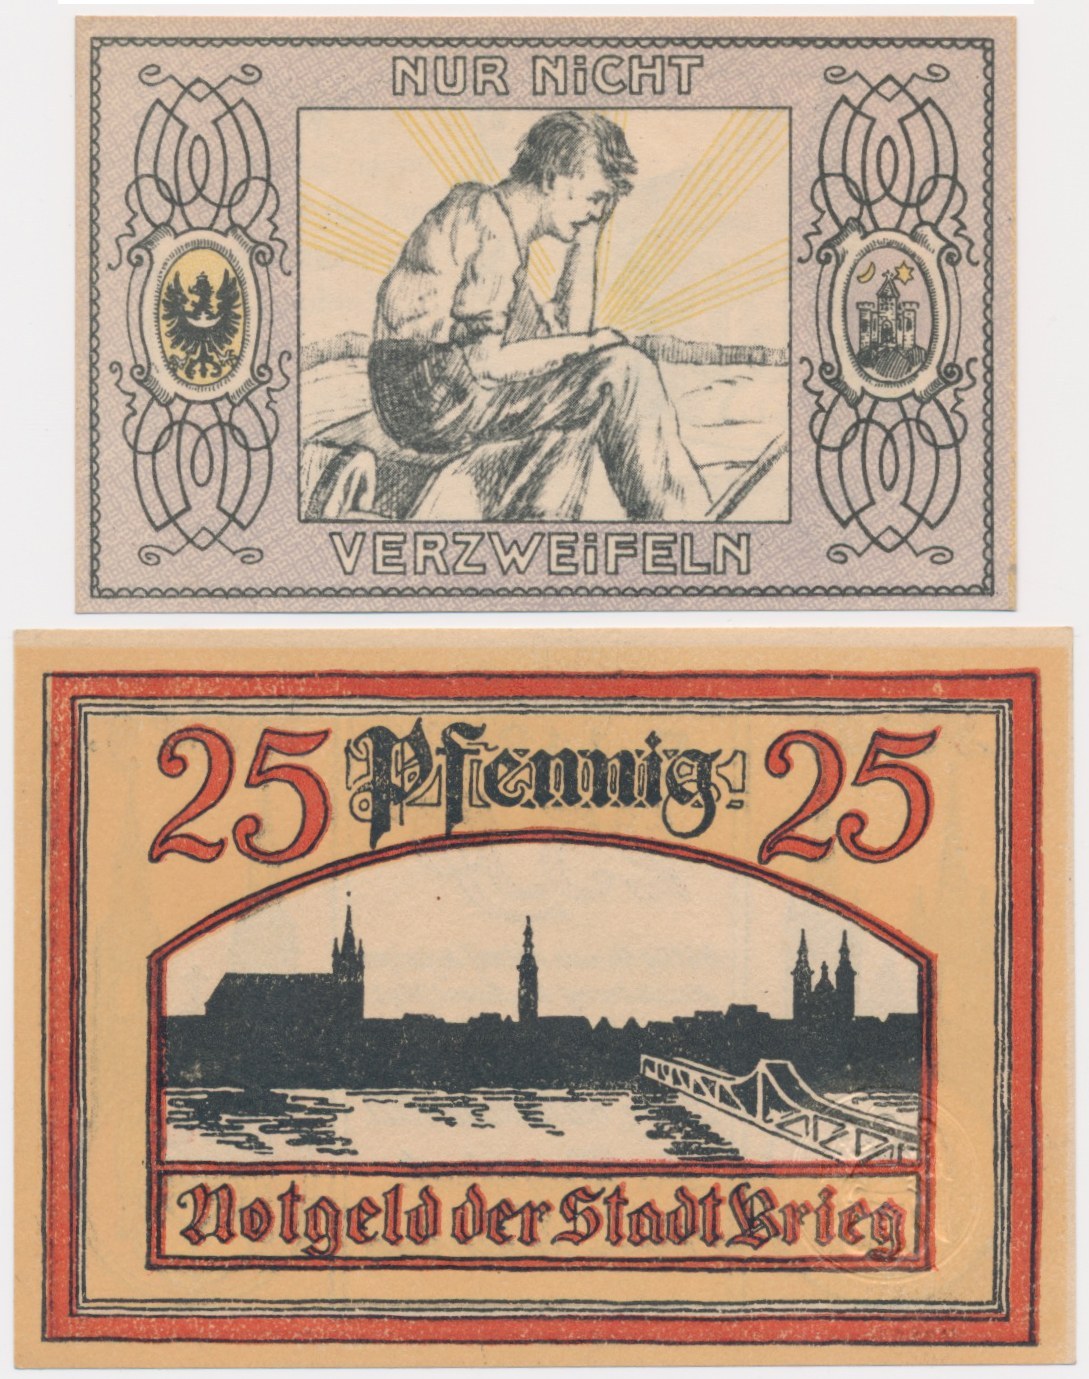 NUR NiCHT
VERZWEiFELN
25 Pfennig 25
Notgeld der Stadt Brieg